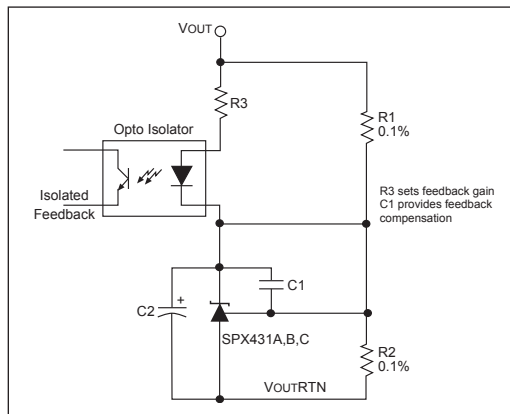 VOUT
R3
R1
0.1%
Opto Isolator
Isolated
Feedback
R3 sets feedback gain
C1 provides feedback
compensation
C1
C2
+
SPX431A,B,C
R2
0.1%
VOUTRTN